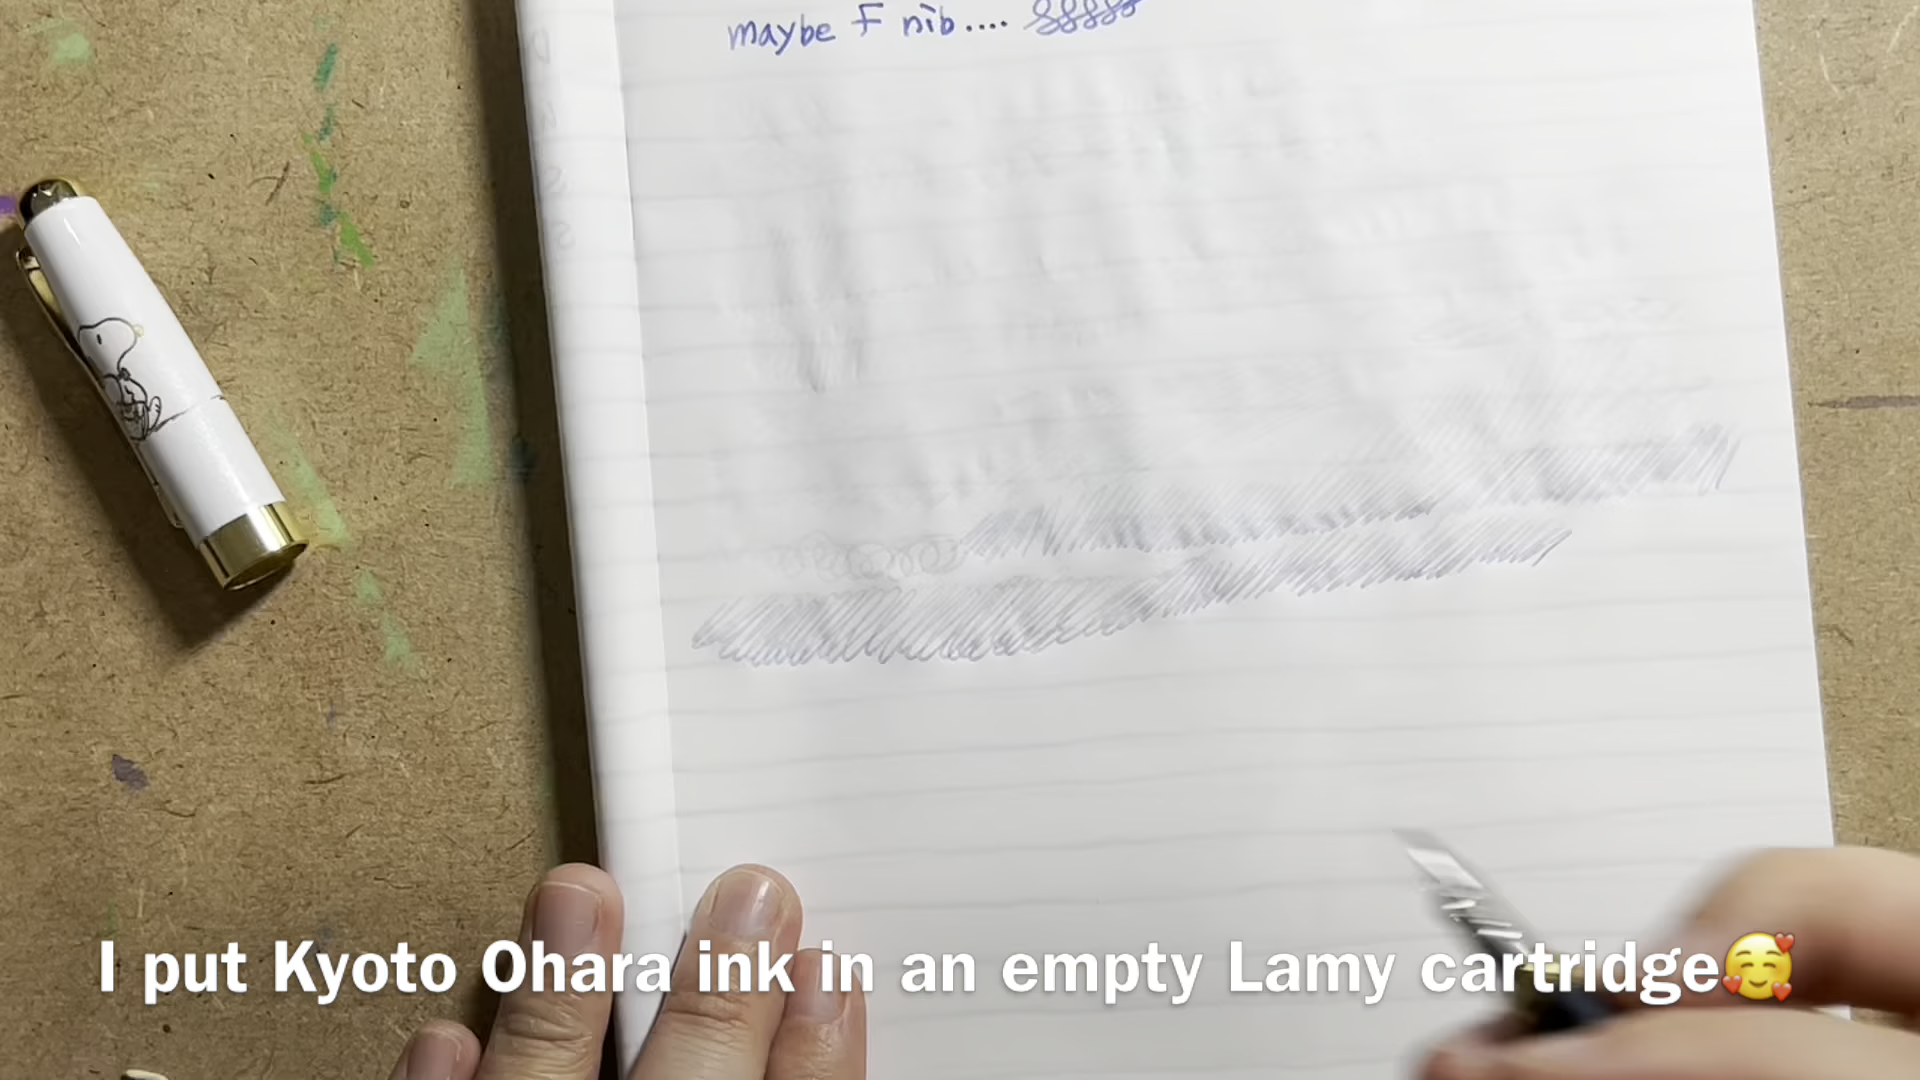 maybe F nib....
I put Kyoto Ohara ink in an empty Lamy cartridge🥰